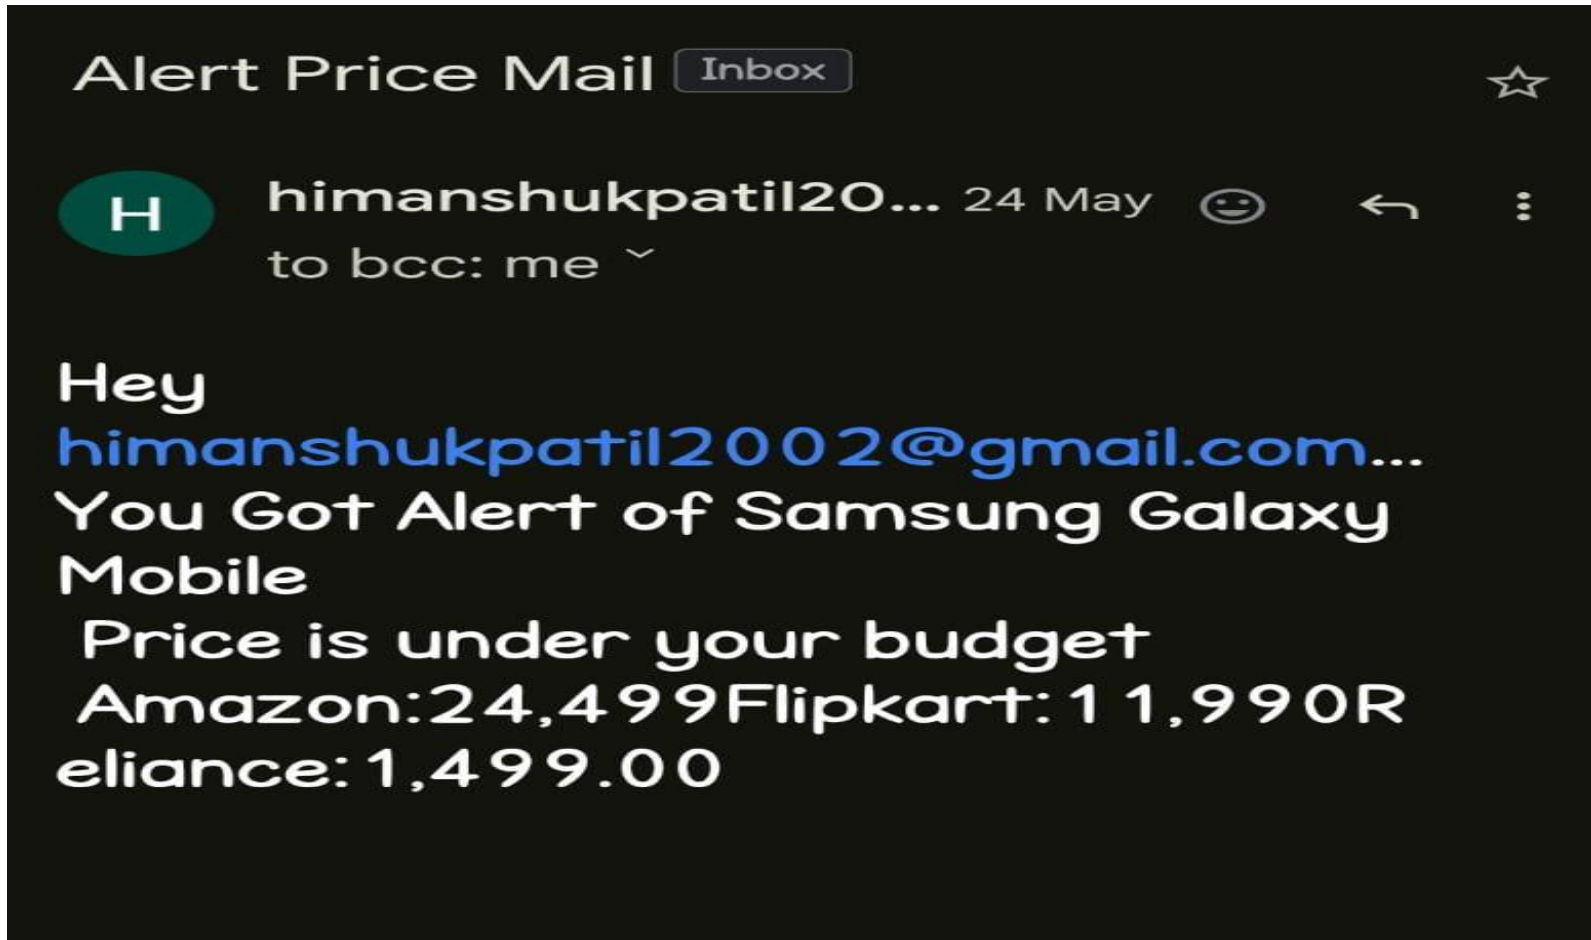 Alert Price Mail Inbox
H
himanshukpatil20... 24 May
to bcc: me
Hey
himanshukpatil2002@gmail.com...
You Got Alert of Samsung Galaxy
Mobile
Price is under your budget
Amazon:24,499Flipkart:11,990R
eliance:1,499.00